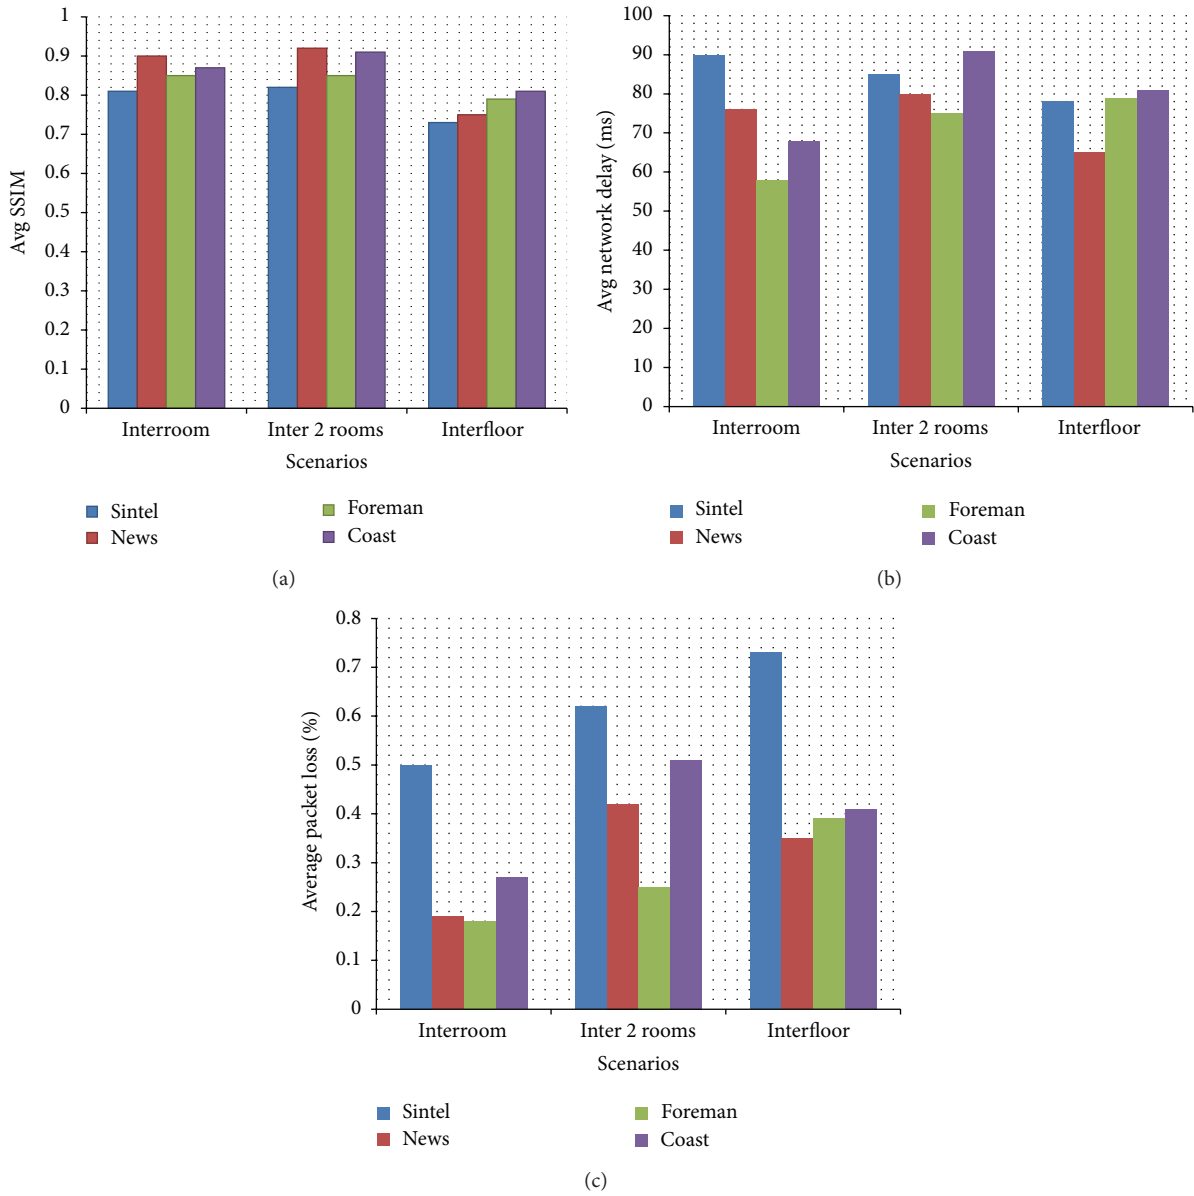 1
0.9
0.8
0.7
0.6
0.5
0.4
0.3
0.2
0.1
0
Avg SSIM
Interroom
Inter 2 rooms
Interfloor
Scenarios
Sintel
Foreman
News
Coast
(a)
100
90
80
70
60
50
40
30
20
10
0
Avg network delay (ms)
Interroom
Inter 2 rooms
Interfloor
Scenarios
Sintel
Foreman
News
Coast
(b)
0.8
0.7
0.6
0.5
0.4
0.3
0.2
0.1
0
Average packet loss (%)
Interroom
Inter 2 rooms
Interfloor
Scenarios
Sintel
Foreman
News
Coast
(c)